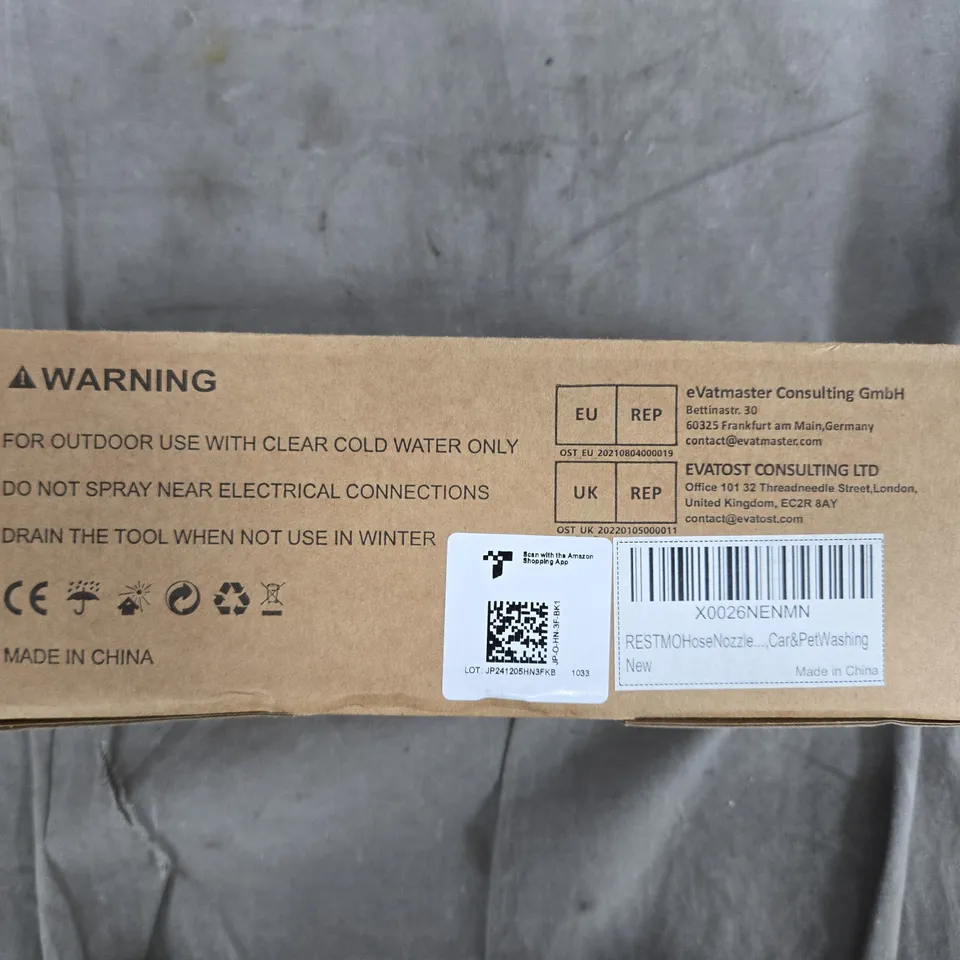 WARNING
FOR OUTDOOR USE WITH CLEAR COLD WATER ONLY
DO NOT SPRAY NEAR ELECTRICAL CONNECTIONS
DRAIN THE TOOL WHEN NOT USE IN WINTER
CE
MADE IN CHINA
EU REP
OST EU 20210804000019
eVatmaster Consulting GmbH
Bettinastr. 30
60325 Frankfurt am Main,Germany
contact@evatmaster.com
UK REP
OST UK 20220105000011
EVATOST CONSULTING LTD
Office 101 32 Threadneedle Street,London,
United Kingdom, EC2R 8AY
contact@evatost.com
Scan with the Amazon
Shopping App
JP-O-HN-3F-BK1
LOT: JP241205HN3FKB 1033
X0026NENMN
RESTMOHoseNozzle...,Car&PetWashing
New
Made in China